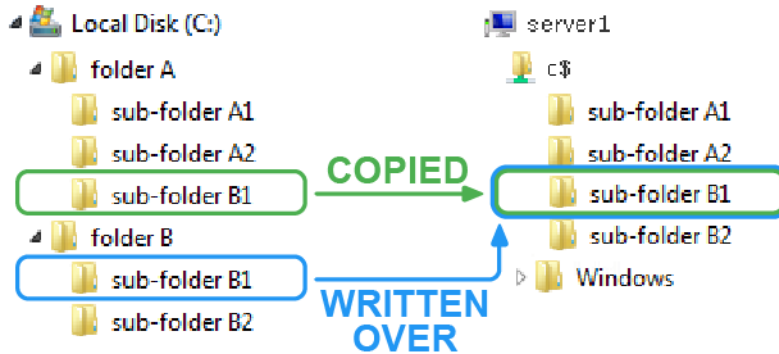 Local Disk (C:)
folder A
sub-folder A1
sub-folder A2
sub-folder B1
folder B
sub-folder B1
sub-folder B2
COPIED
WRITTEN
OVER
server1
c$
sub-folder A1
sub-folder A2
sub-folder B1
sub-folder B2
Windows